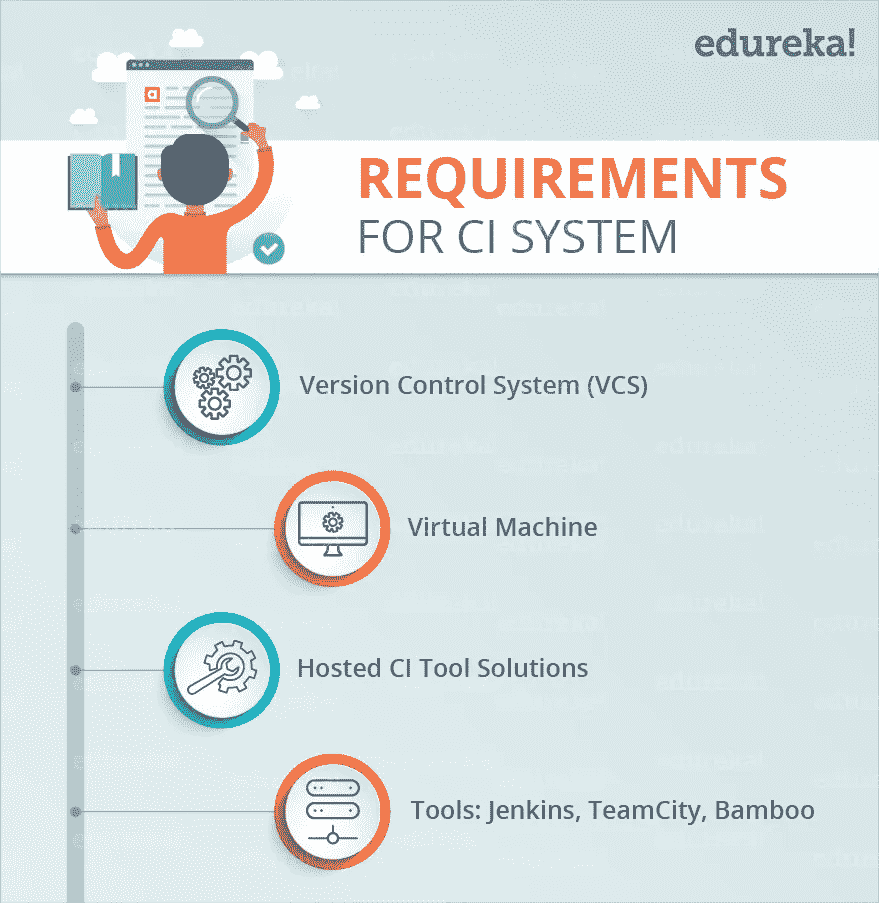 edureka!
REQUIREMENTS
FOR CI SYSTEM
Version Control System (VCS)
Virtual Machine
Hosted CI Tool Solutions
Tools: Jenkins, TeamCity, Bamboo